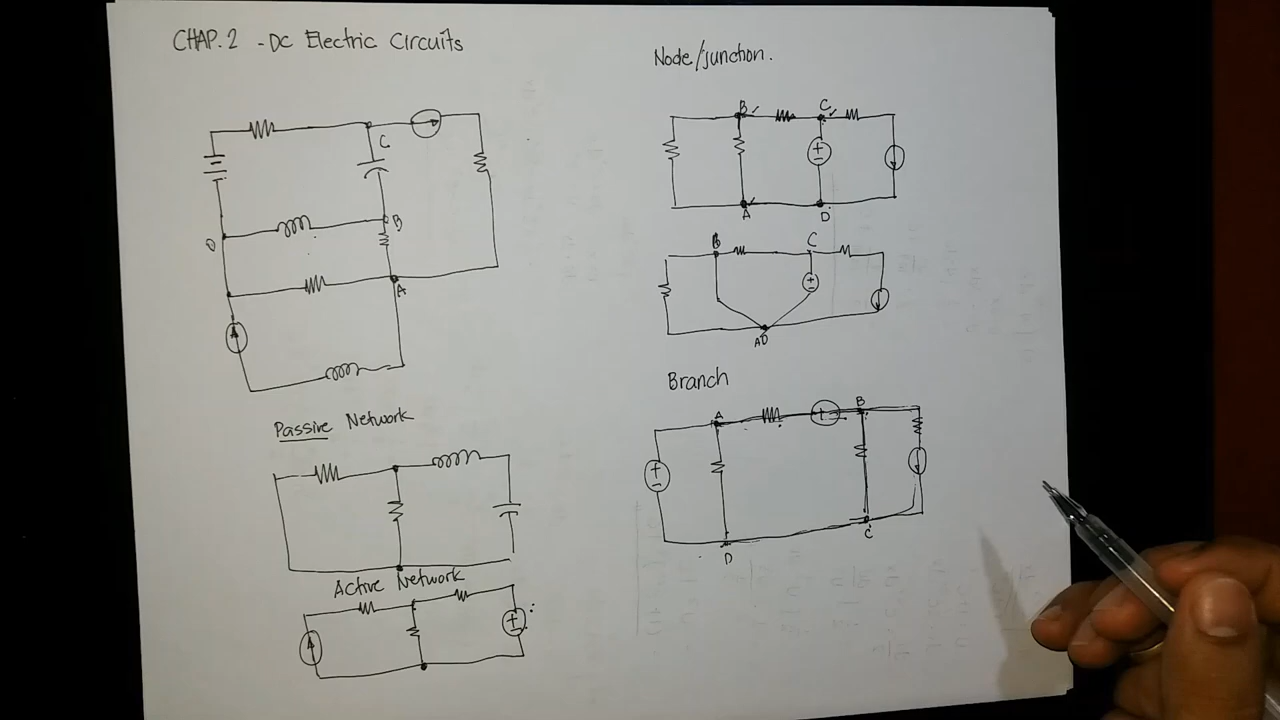 CHAP. 2 - DC Electric Circuits
C
B
D
A
Passive Network
Active Network
Node/junction.
B C
+
-
A D
B C
+
-
AD
Branch
A B
+ -
+
-
D C